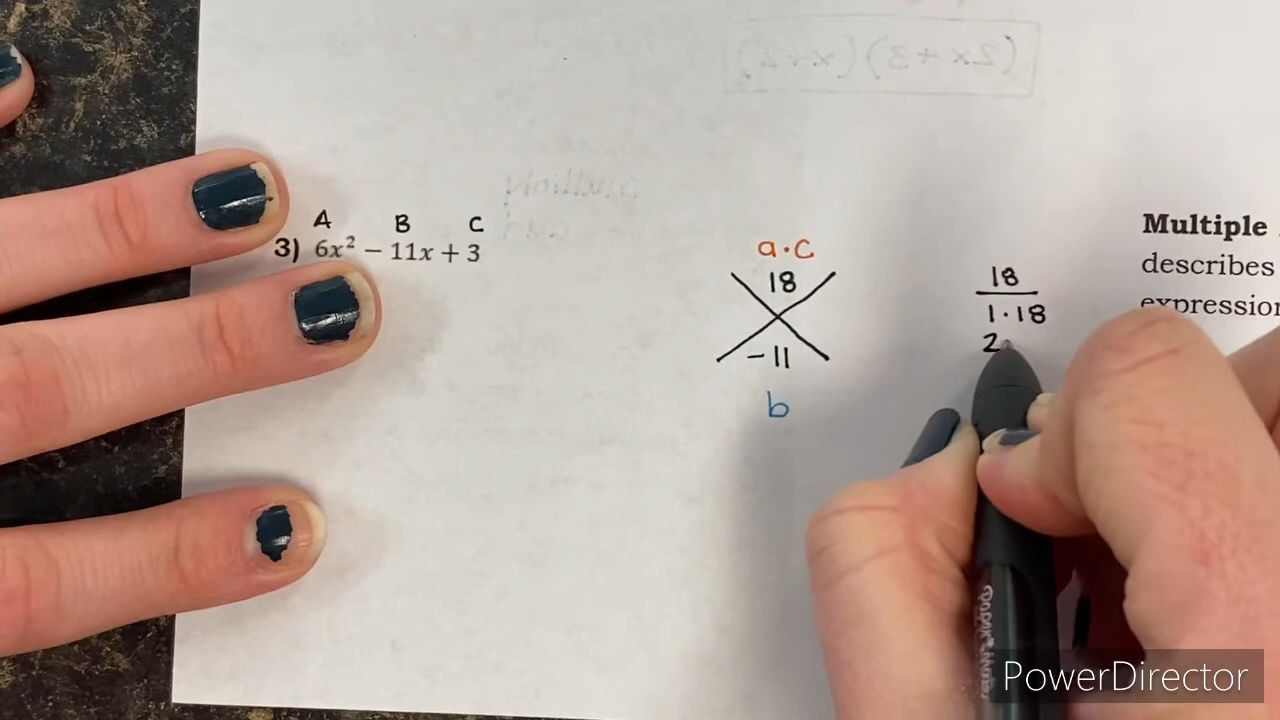 A B C
3) 6x² − 11x + 3
a·c
18
-11
b
18
1·18
2
Multiple
describes
expression
PowerDirector